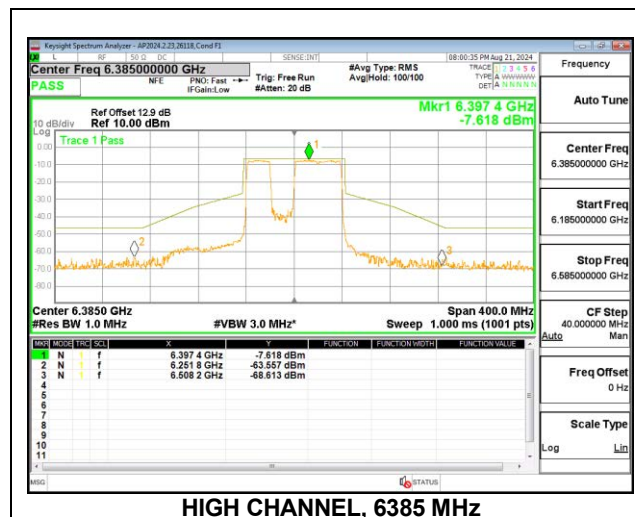 Keysight Spectrum Analyzer - AP2024.2.23,26118,Cond F1
L RF 50 Ω DC SENSE:INT 08:00:35 PM Aug 21, 2024
Center Freq 6.385000000 GHz
PASS
NFE
PNO: Fast
IFGain:Low
Trig: Free Run
#Atten: 20 dB
#Avg Type: RMS
Avg|Hold: 100/100
TRACE 1 2 3 4 5 6
TYPE A WWWWW
DET A N N N N N
Frequency
Auto Tune
Center Freq
6.385000000 GHz
Start Freq
6.185000000 GHz
Stop Freq
6.585000000 GHz
CF Step
40.000000 MHz
Auto Man
Freq Offset
0 Hz
Scale Type
Log Lin
Ref Offset 12.9 dB
10 dB/div Ref 10.00 dBm
Mkr1 6.397 4 GHz
-7.618 dBm
Log
Trace 1 Pass
0.00
-10.0
-20.0
-30.0
-40.0
-50.0
-60.0
-70.0
-80.0
1
2
3
Center 6.3850 GHz Span 400.0 MHz
#Res BW 1.0 MHz #VBW 3.0 MHz* Sweep 1.000 ms (1001 pts)
MKR MODE TRC SCL X Y FUNCTION FUNCTION WIDTH FUNCTION VALUE
1 N 1 f 6.397 4 GHz -7.618 dBm
2 N 1 f 6.251 8 GHz -63.557 dBm
3 N 1 f 6.508 2 GHz -68.613 dBm
4
5
6
7
8
9
10
11
MSG STATUS
HIGH CHANNEL, 6385 MHz